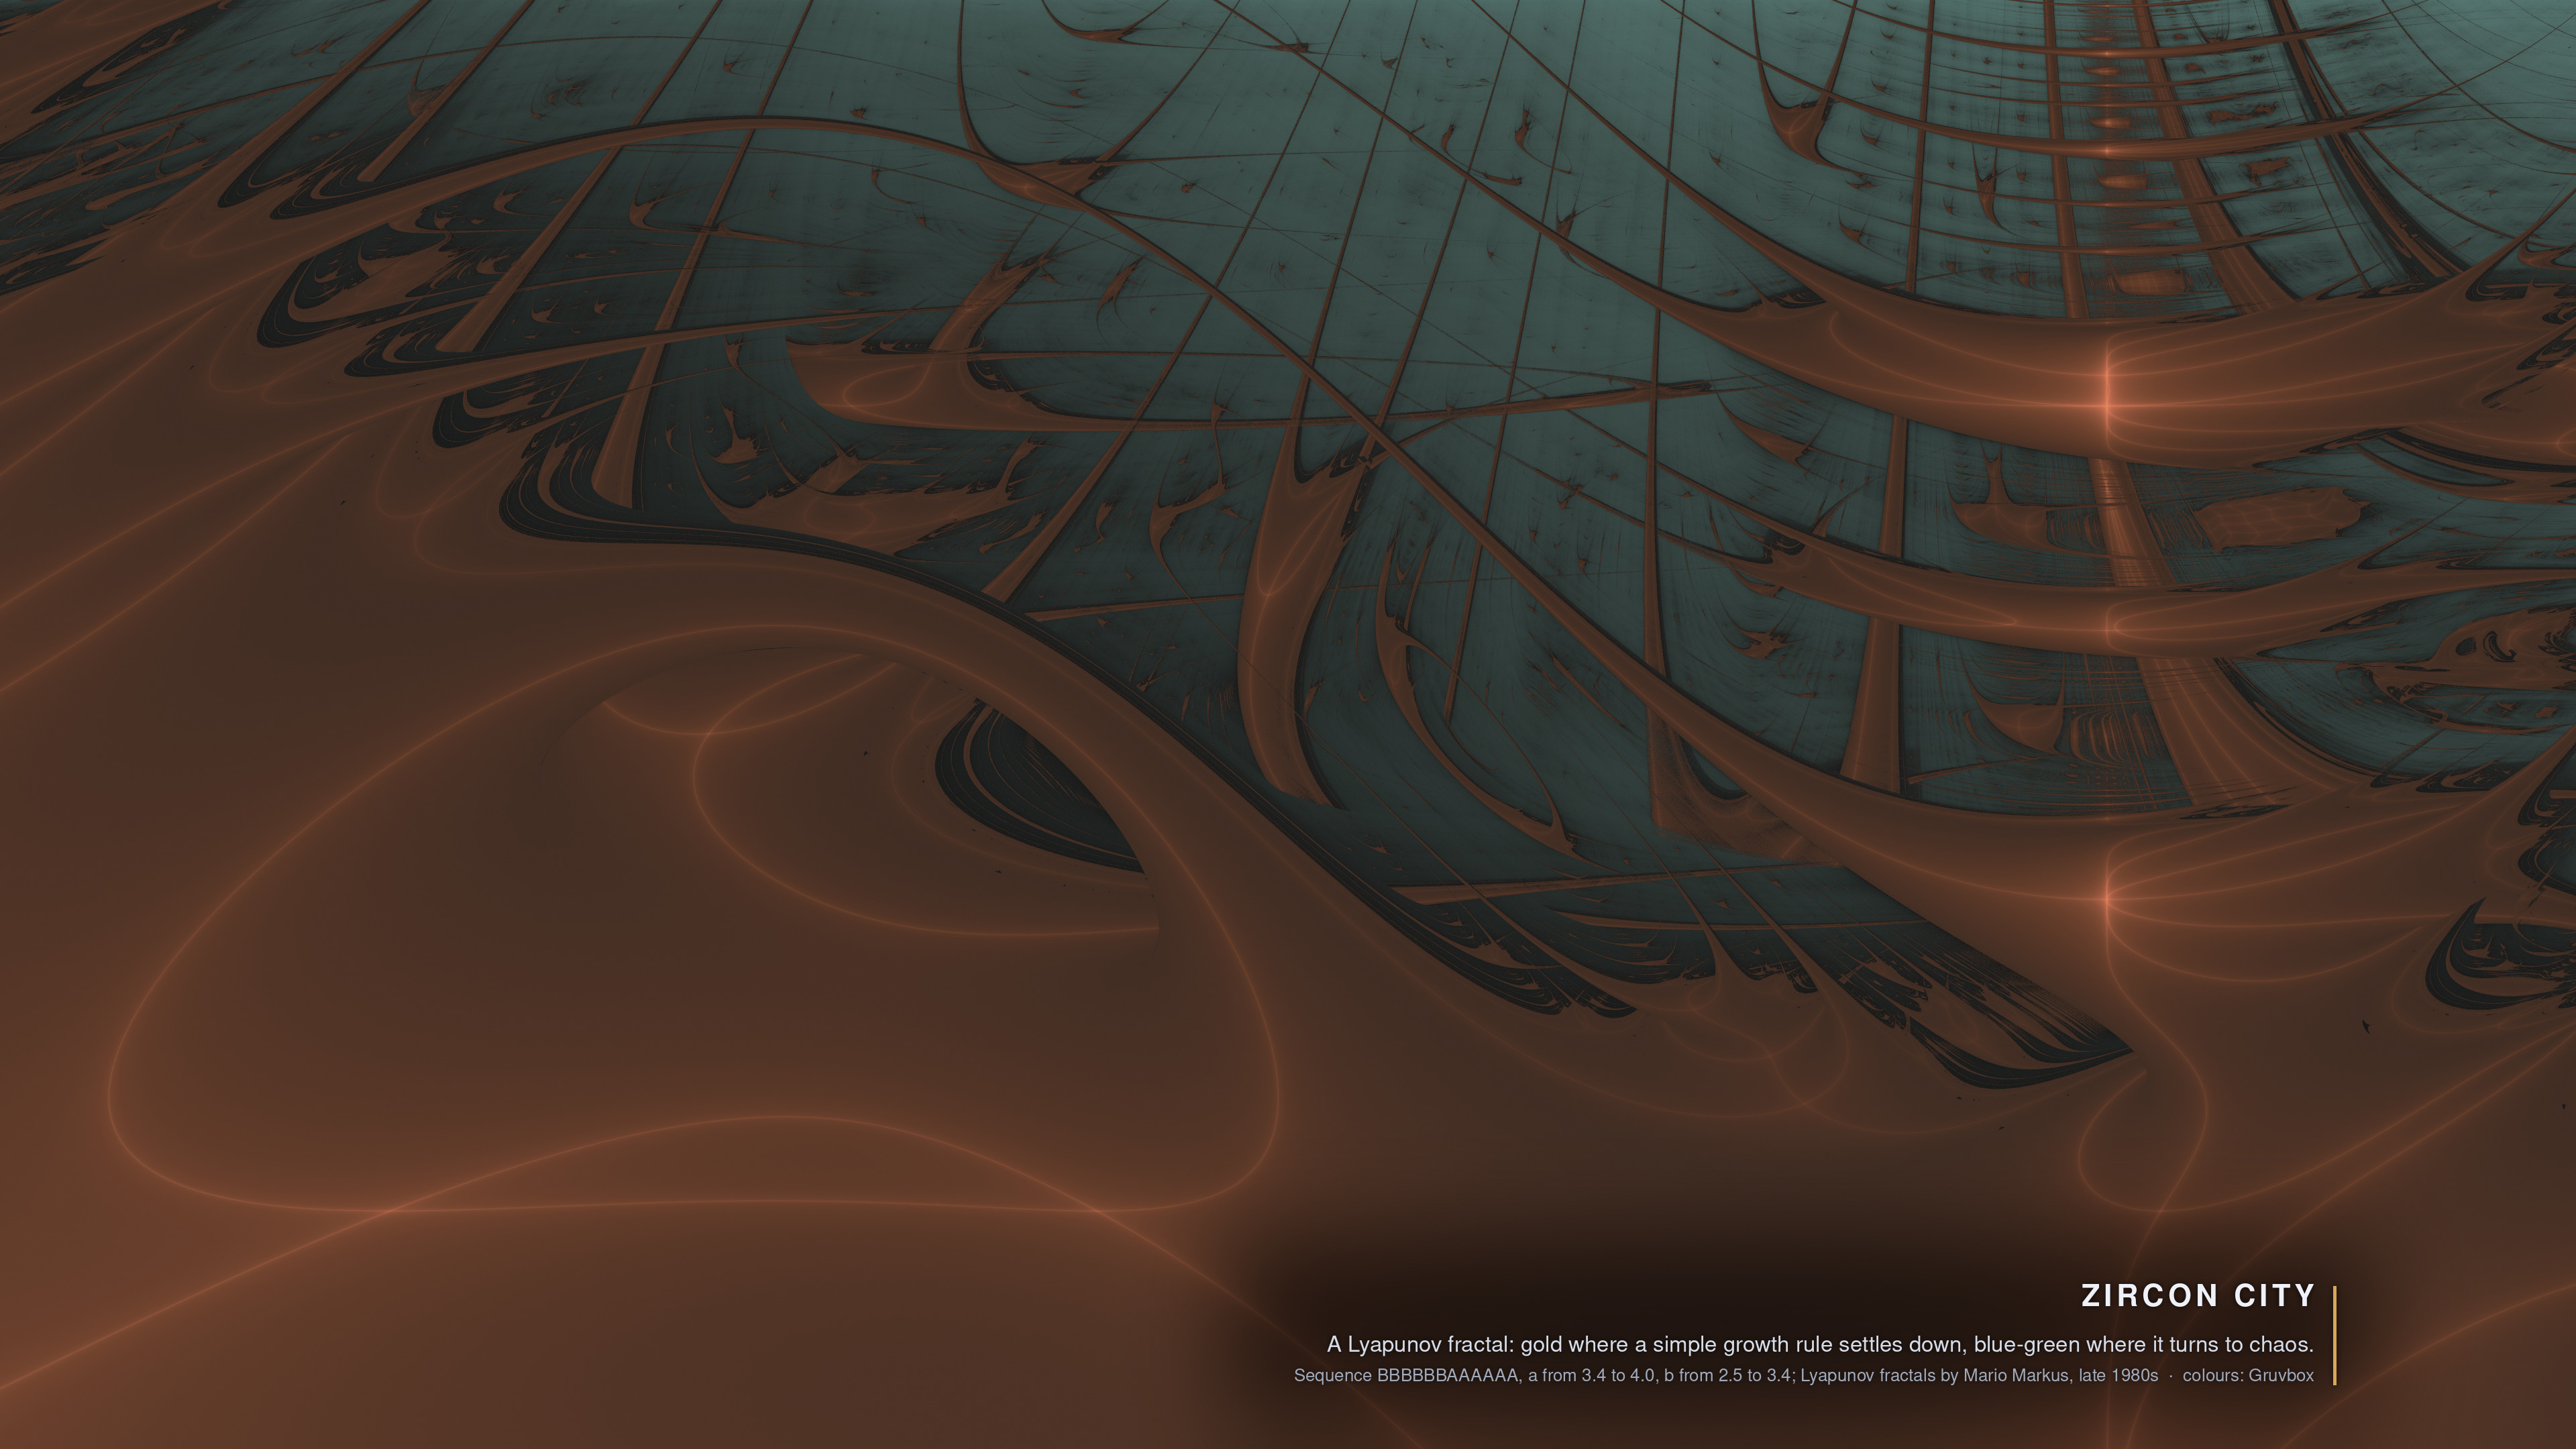 ZIRCON CITY
A Lyapunov fractal: gold where a simple growth rule settles down, blue-green where it turns to chaos.
Sequence BBBBBBAAAAAA, a from 3.4 to 4.0, b from 2.5 to 3.4; Lyapunov fractals by Mario Markus, late 1980s · colours: Gruvbox